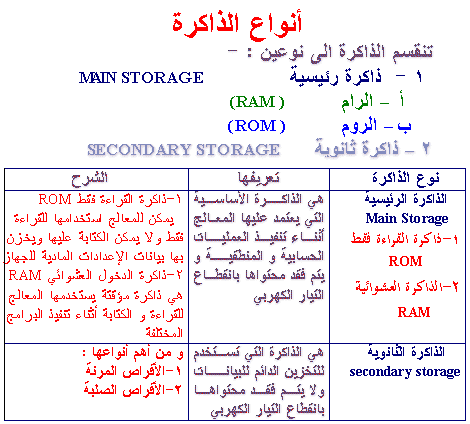 أنواع الذاكرة
تنقسم الذاكرة الى نوعين : -
١ - ذاكرة رئيسية MAIN STORAGE
أ - الرام (RAM )
ب - الروم (ROM )
٢ - ذاكرة ثانوية SECONDARY STORAGE
نوع الذاكرة
تعريفها
الشرح
الذاكرة الرئيسية
Main Storage
١-ذاكرة القراءة فقط
ROM
٢-الذاكرة العشوائية
RAM
هي الذاكرة الأساسية
التي يعتمد عليها المعالج
أثناء تنفيذ العمليات
الحسابية و المنطقية و
يتم فقد محتواها بانقطاع
التيار الكهربي
١-ذاكرة القراءة فقط ROM
يمكن للمعالج استخدامها للقراءة
فقط ولا يمكن الكتابة عليها ويخزن
بها بيانات الإعدادات المادية للجهاز
٢-ذاكرة الدخول العشوائي RAM
هي ذاكرة مؤقتة يستخدمها المعالج
للقراءة و الكتابة أثناء تنفيذ البرامج
المختلفة
الذاكرة الثانوية
secondary storage
هي الذاكرة التي تستخدم
للتخزين الدائم للبيانات
ولا يتم فقد محتواها
بانقطاع التيار الكهربي
و من أهم أنواعها :
١-الأقراص المرنة
٢-الأقراص الصلبة